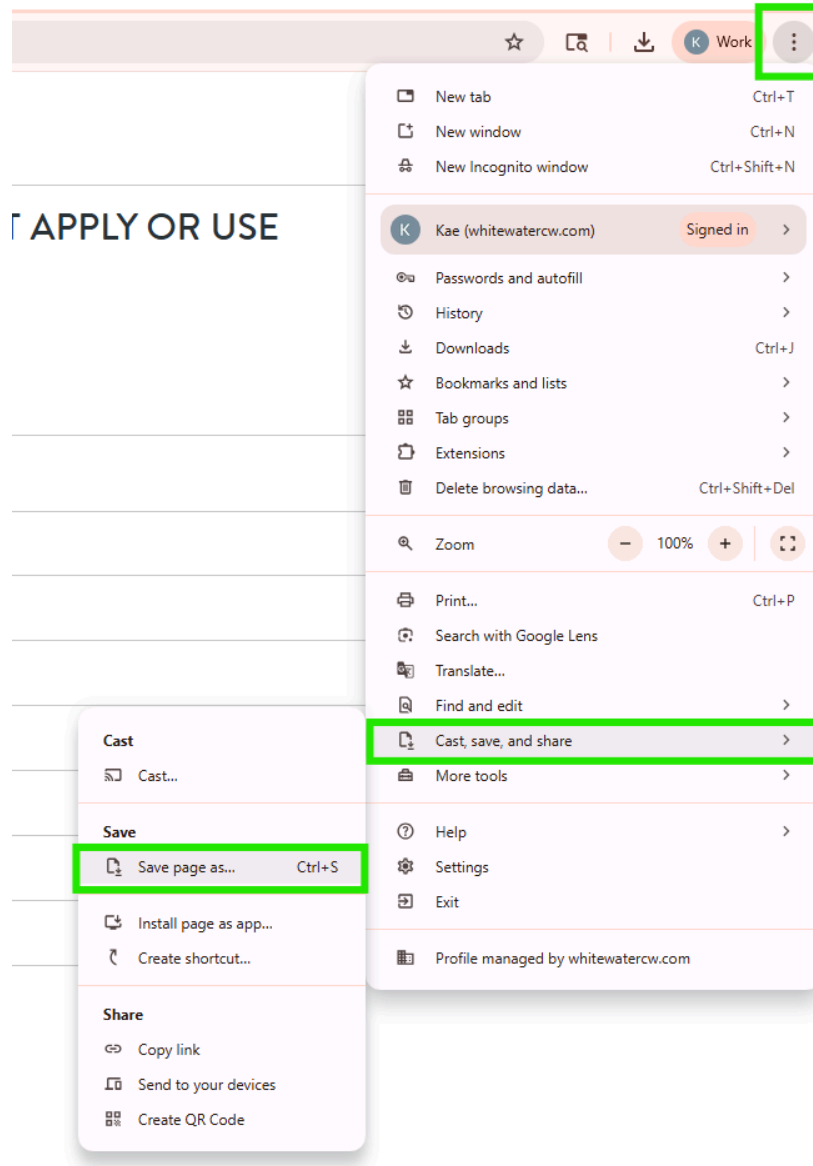 K Work
New tab Ctrl+T
New window Ctrl+N
New Incognito window Ctrl+Shift+N
T APPLY OR USE
K Kae (whitewatercw.com) Signed in
Passwords and autofill
History
Downloads Ctrl+J
Bookmarks and lists
Tab groups
Extensions
Delete browsing data... Ctrl+Shift+Del
Zoom − 100% +
Print... Ctrl+P
Search with Google Lens
Translate...
Find and edit
Cast, save, and share
More tools
Help
Settings
Exit
Profile managed by whitewatercw.com
Cast
Cast...
Save
Save page as... Ctrl+S
Install page as app...
Create shortcut...
Share
Copy link
Send to your devices
Create QR Code